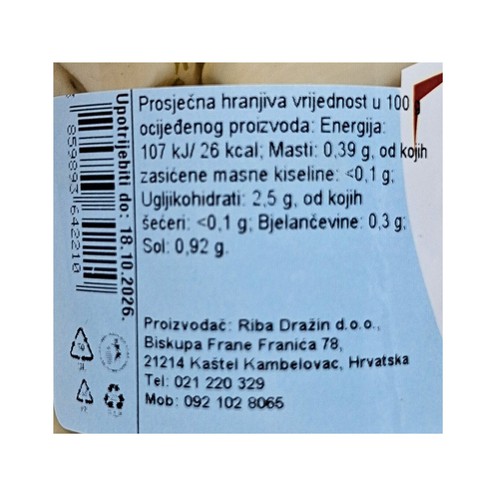 Prosječna hranjiva vrijednost u 100 g
ocijeđenog proizvoda: Energija:
107 kJ/ 26 kcal; Masti: 0,39 g, od kojih
zasićene masne kiseline: <0,1 g;
Ugljikohidrati: 2,5 g, od kojih
šećeri: <0,1 g; Bjelančevine: 0,3 g;
Sol: 0,92 g.
Proizvođač: Riba Dražin d.o.o.,
Biskupa Frane Franića 78,
21214 Kaštel Kambelovac, Hrvatska
Tel: 021 220 329
Mob: 092 102 8065
Upotrijebiti do: 18.10.2026.
859893 642210